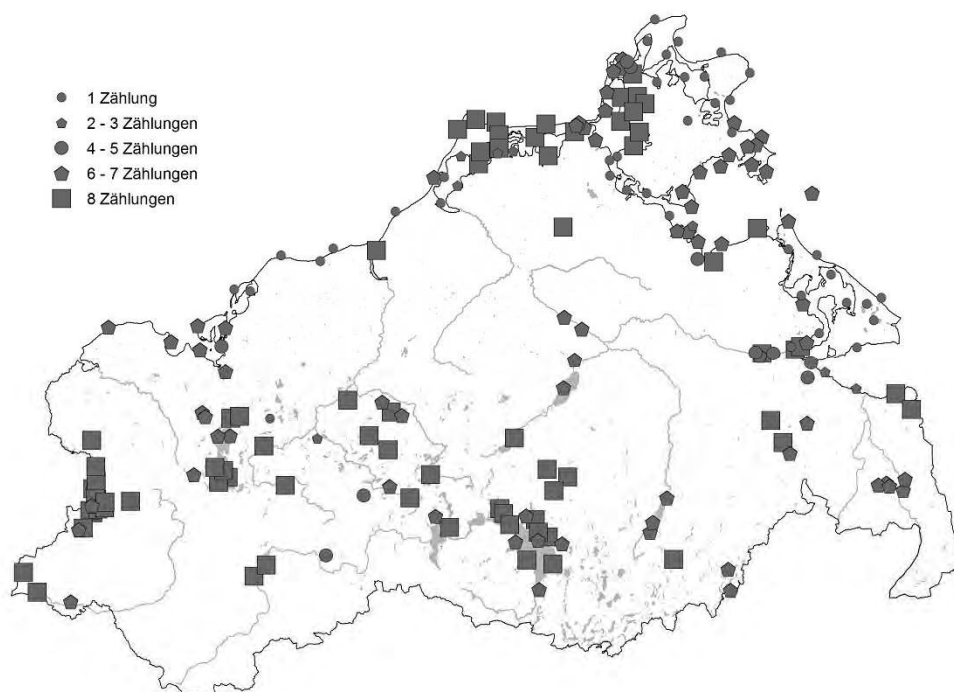 1 Zählung
2 - 3 Zählungen
4 - 5 Zählungen
6 - 7 Zählungen
8 Zählungen